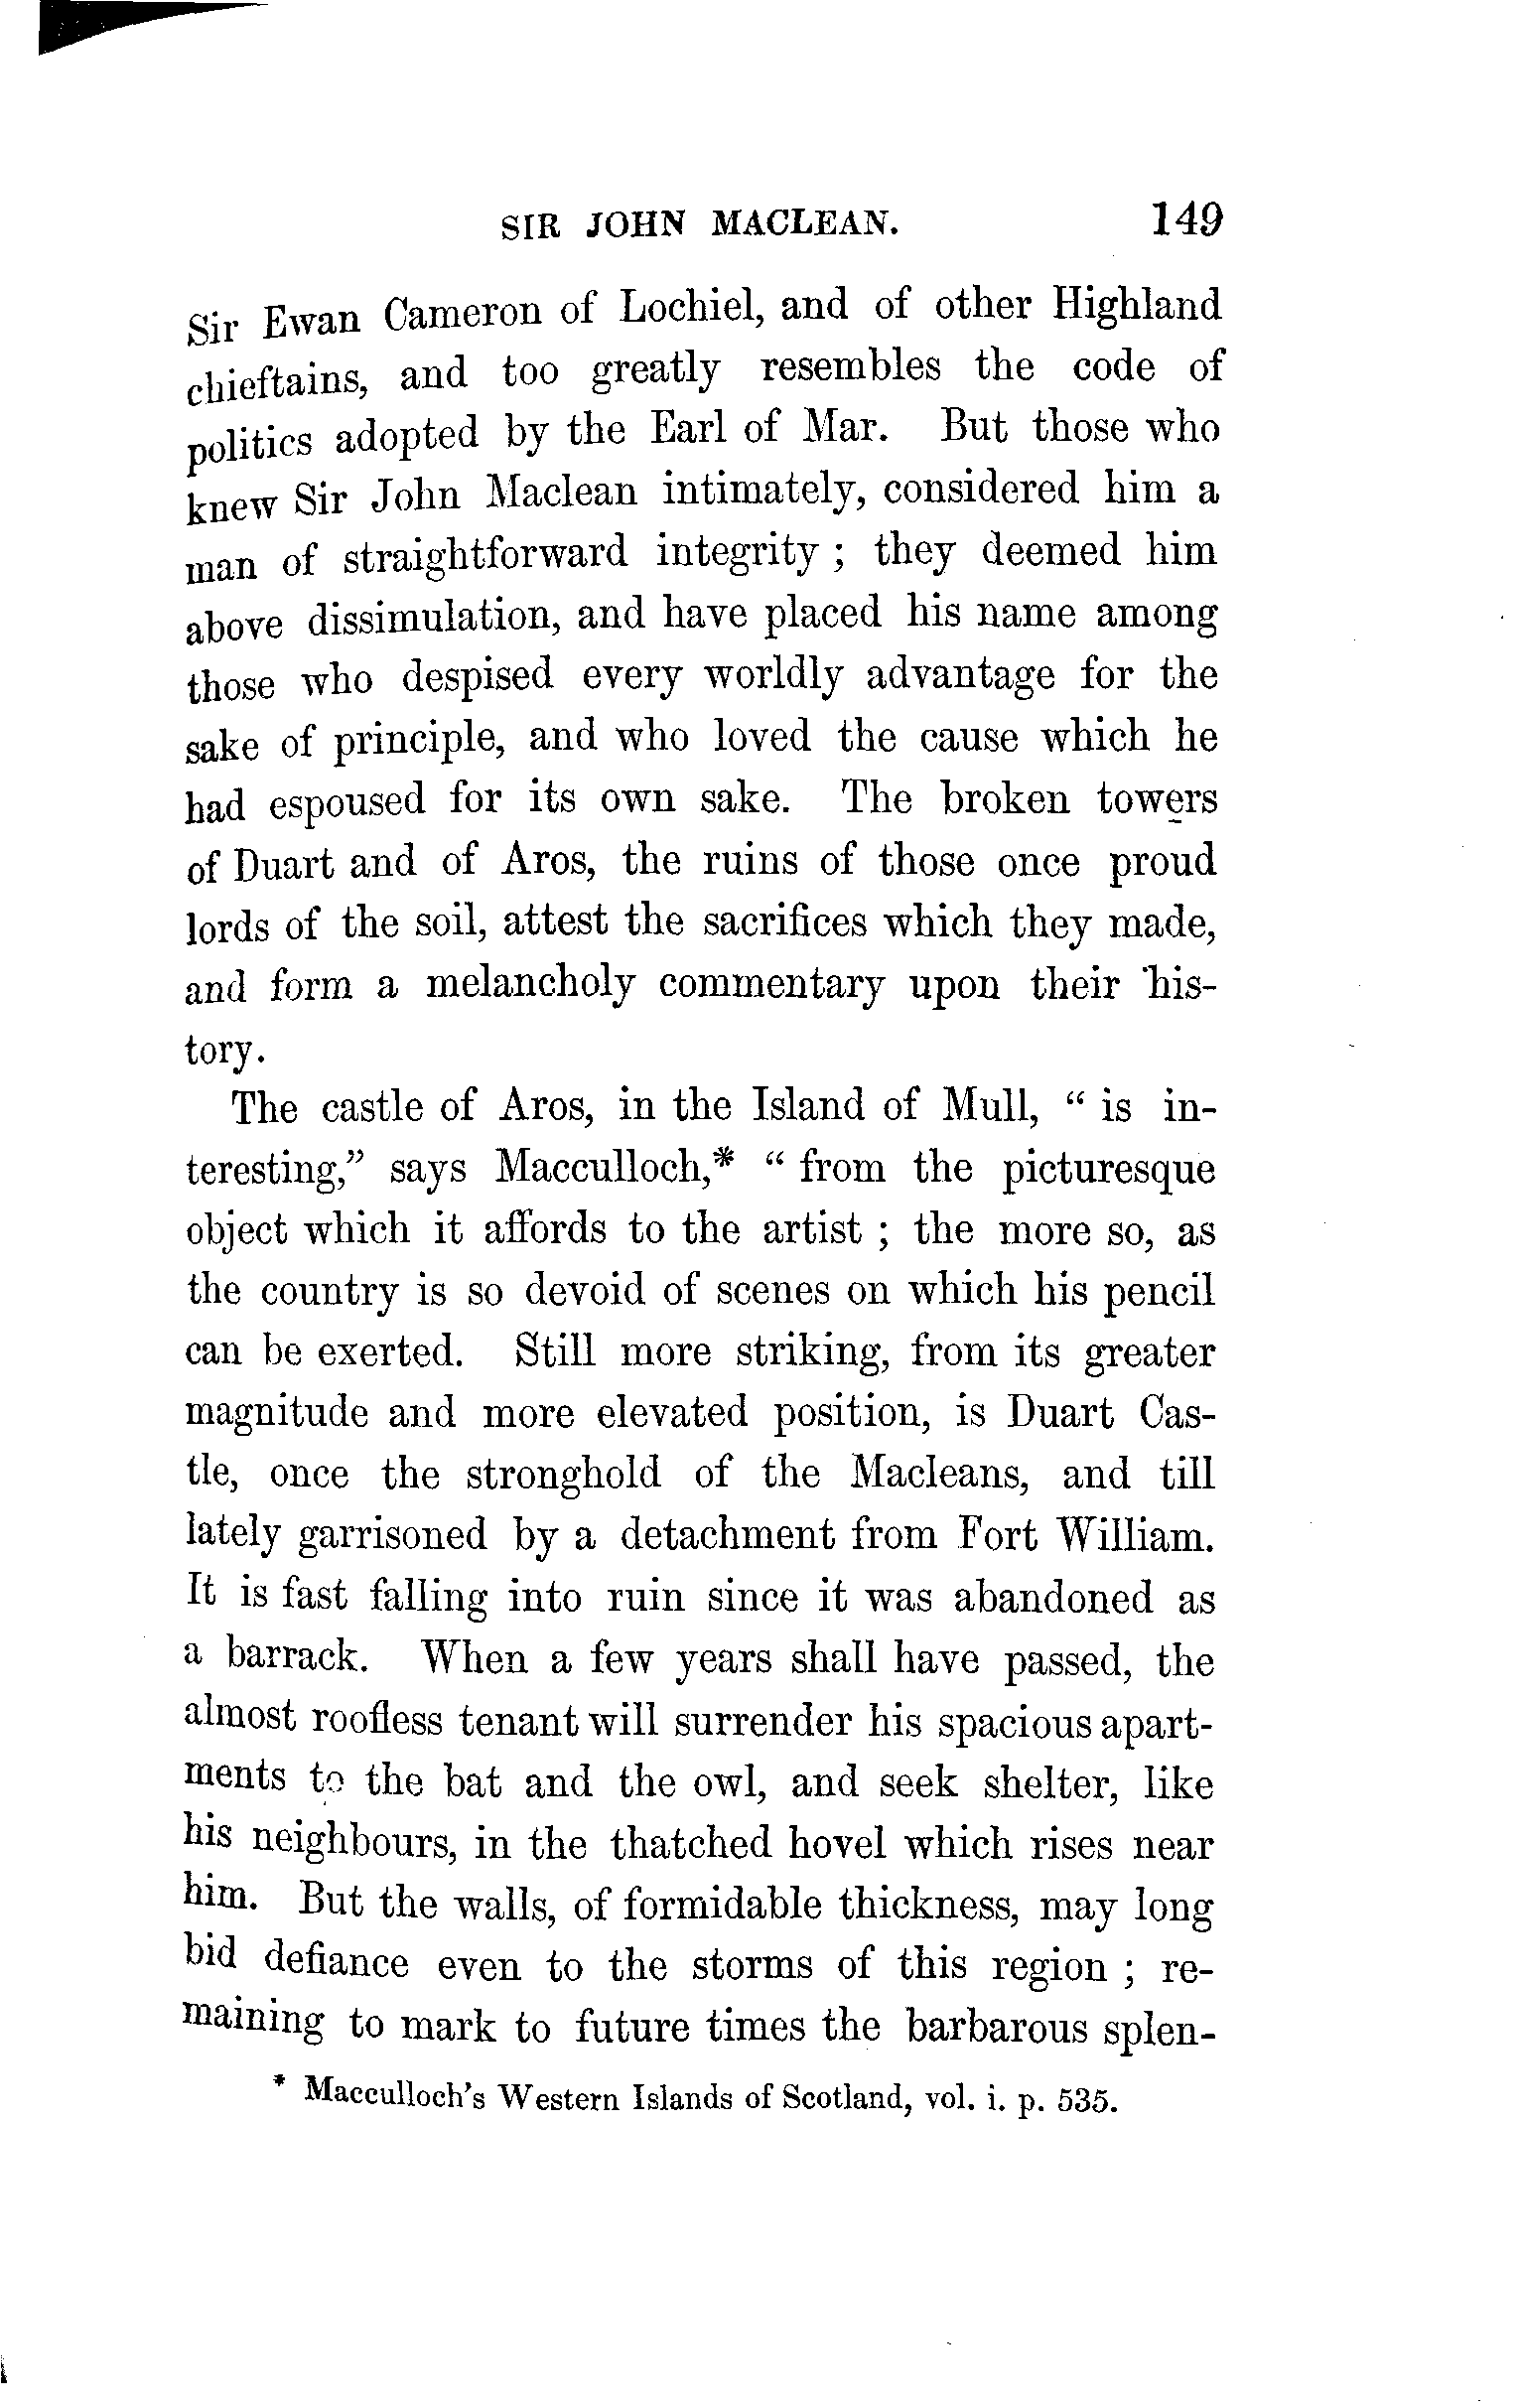 SIR JOHN MACLEAN. 149
Sir Ewan Cameron of Lochiel, and of other Highland
chieftains, and too greatly resembles the code of
politics adopted by the Earl of Mar. But those who
knew Sir John Maclean intimately, considered him a
man of straightforward integrity ; they deemed him
above dissimulation, and have placed his name among
those who despised every worldly advantage for the
sake of principle, and who loved the cause which he
had espoused for its own sake. The broken towers
of Duart and of Aros, the ruins of those once proud
lords of the soil, attest the sacrifices which they made,
and form a melancholy commentary upon their his-
tory.
The castle of Aros, in the Island of Mull, “ is in-
teresting,” says Macculloch,* “ from the picturesque
object which it affords to the artist ; the more so, as
the country is so devoid of scenes on which his pencil
can be exerted. Still more striking, from its greater
magnitude and more elevated position, is Duart Cas-
tle, once the stronghold of the Macleans, and till
lately garrisoned by a detachment from Fort William.
It is fast falling into ruin since it was abandoned as
a barrack. When a few years shall have passed, the
almost roofless tenant will surrender his spacious apart-
ments to the bat and the owl, and seek shelter, like
his neighbours, in the thatched hovel which rises near
him. But the walls, of formidable thickness, may long
bid defiance even to the storms of this region ; re-
maining to mark to future times the barbarous splen-
* Macculloch’s Western Islands of Scotland, vol. i. p. 535.